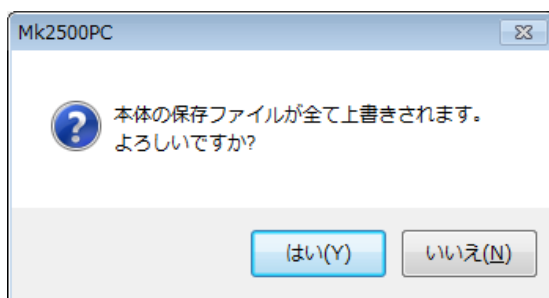 Mk2500PC
本体の保存ファイルが全て上書きされます。
よろしいですか?
はい(Y)
いいえ(N)